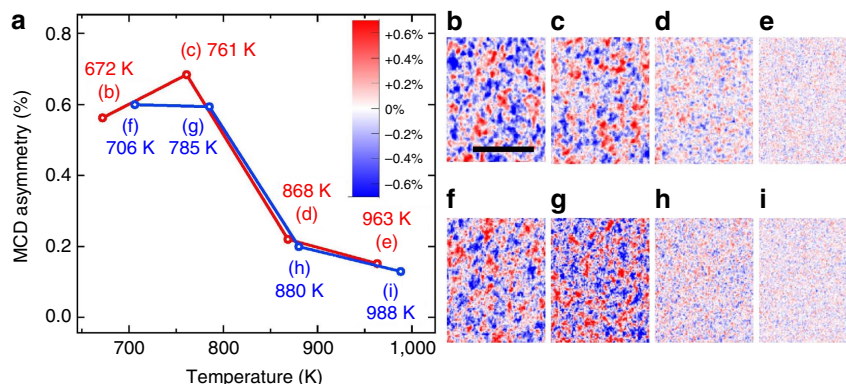 a
MCD asymmetry (%)
0.8
0.6
0.4
0.2
0.0
700
800
900
1,000
Temperature (K)
672 K
(b)
(c) 761 K
(f)
706 K
(g)
785 K
868 K
(d)
963 K
(e)
(h)
880 K
(i)
988 K
+0.6%
+0.4%
+0.2%
0%
−0.2%
−0.4%
−0.6%
b
c
d
e
f
g
h
i